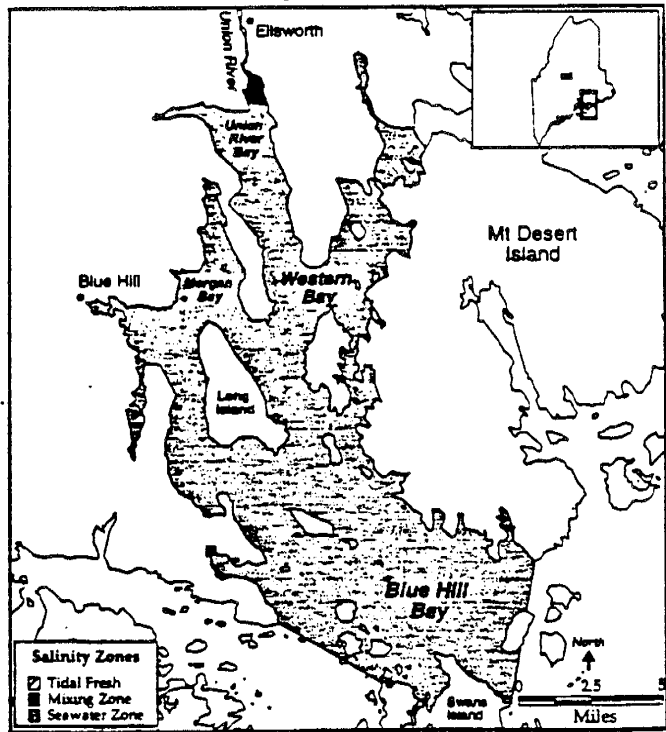 Ellsworth
Union River
Union
River
Bay
Mt Desert
Island
Blue Hill
Morgan
Bay
Western
Bay
Long
Island
Blue Hill
Bay
Salinity Zones
Tidal Fresh
Mixing Zone
Seawater Zone
North
0 2.5 5
Miles
Swans
Island